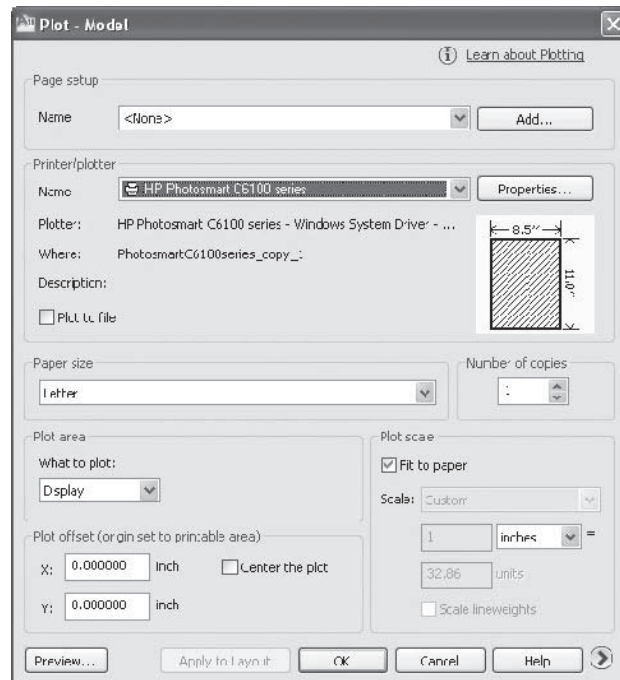 Plot - Model
Learn about Plotting
Page setup
Name <None> Add...
Printer/plotter
Name HP Photosmart C6100 series Properties...
Plotter: HP Photosmart C6100 series - Windows System Driver - ...
Where: PhotosmartC6100series_copy_1
Description:
Plot to file
8.5"
11.0"
Paper size
Letter
Number of copies
1
Plot area
What to plot:
Display
Plot scale
Fit to paper
Scale: Custom
1 inches =
32.86 units
Scale lineweights
Plot offset (origin set to printable area)
X: 0.000000 inch Center the plot
Y: 0.000000 inch
Preview... Apply to Layout OK Cancel Help